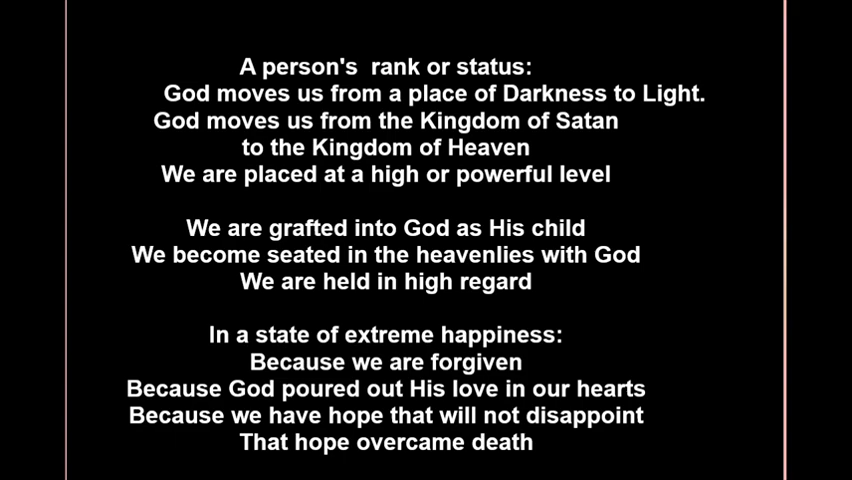 A person's  rank or status:
God moves us from a place of Darkness to Light.
God moves us from the Kingdom of Satan
to the Kingdom of Heaven
We are placed at a high or powerful level
We are grafted into God as His child
We become seated in the heavenlies with God
We are held in high regard
In a state of extreme happiness:
Because we are forgiven
Because God poured out His love in our hearts
Because we have hope that will not disappoint
That hope overcame death